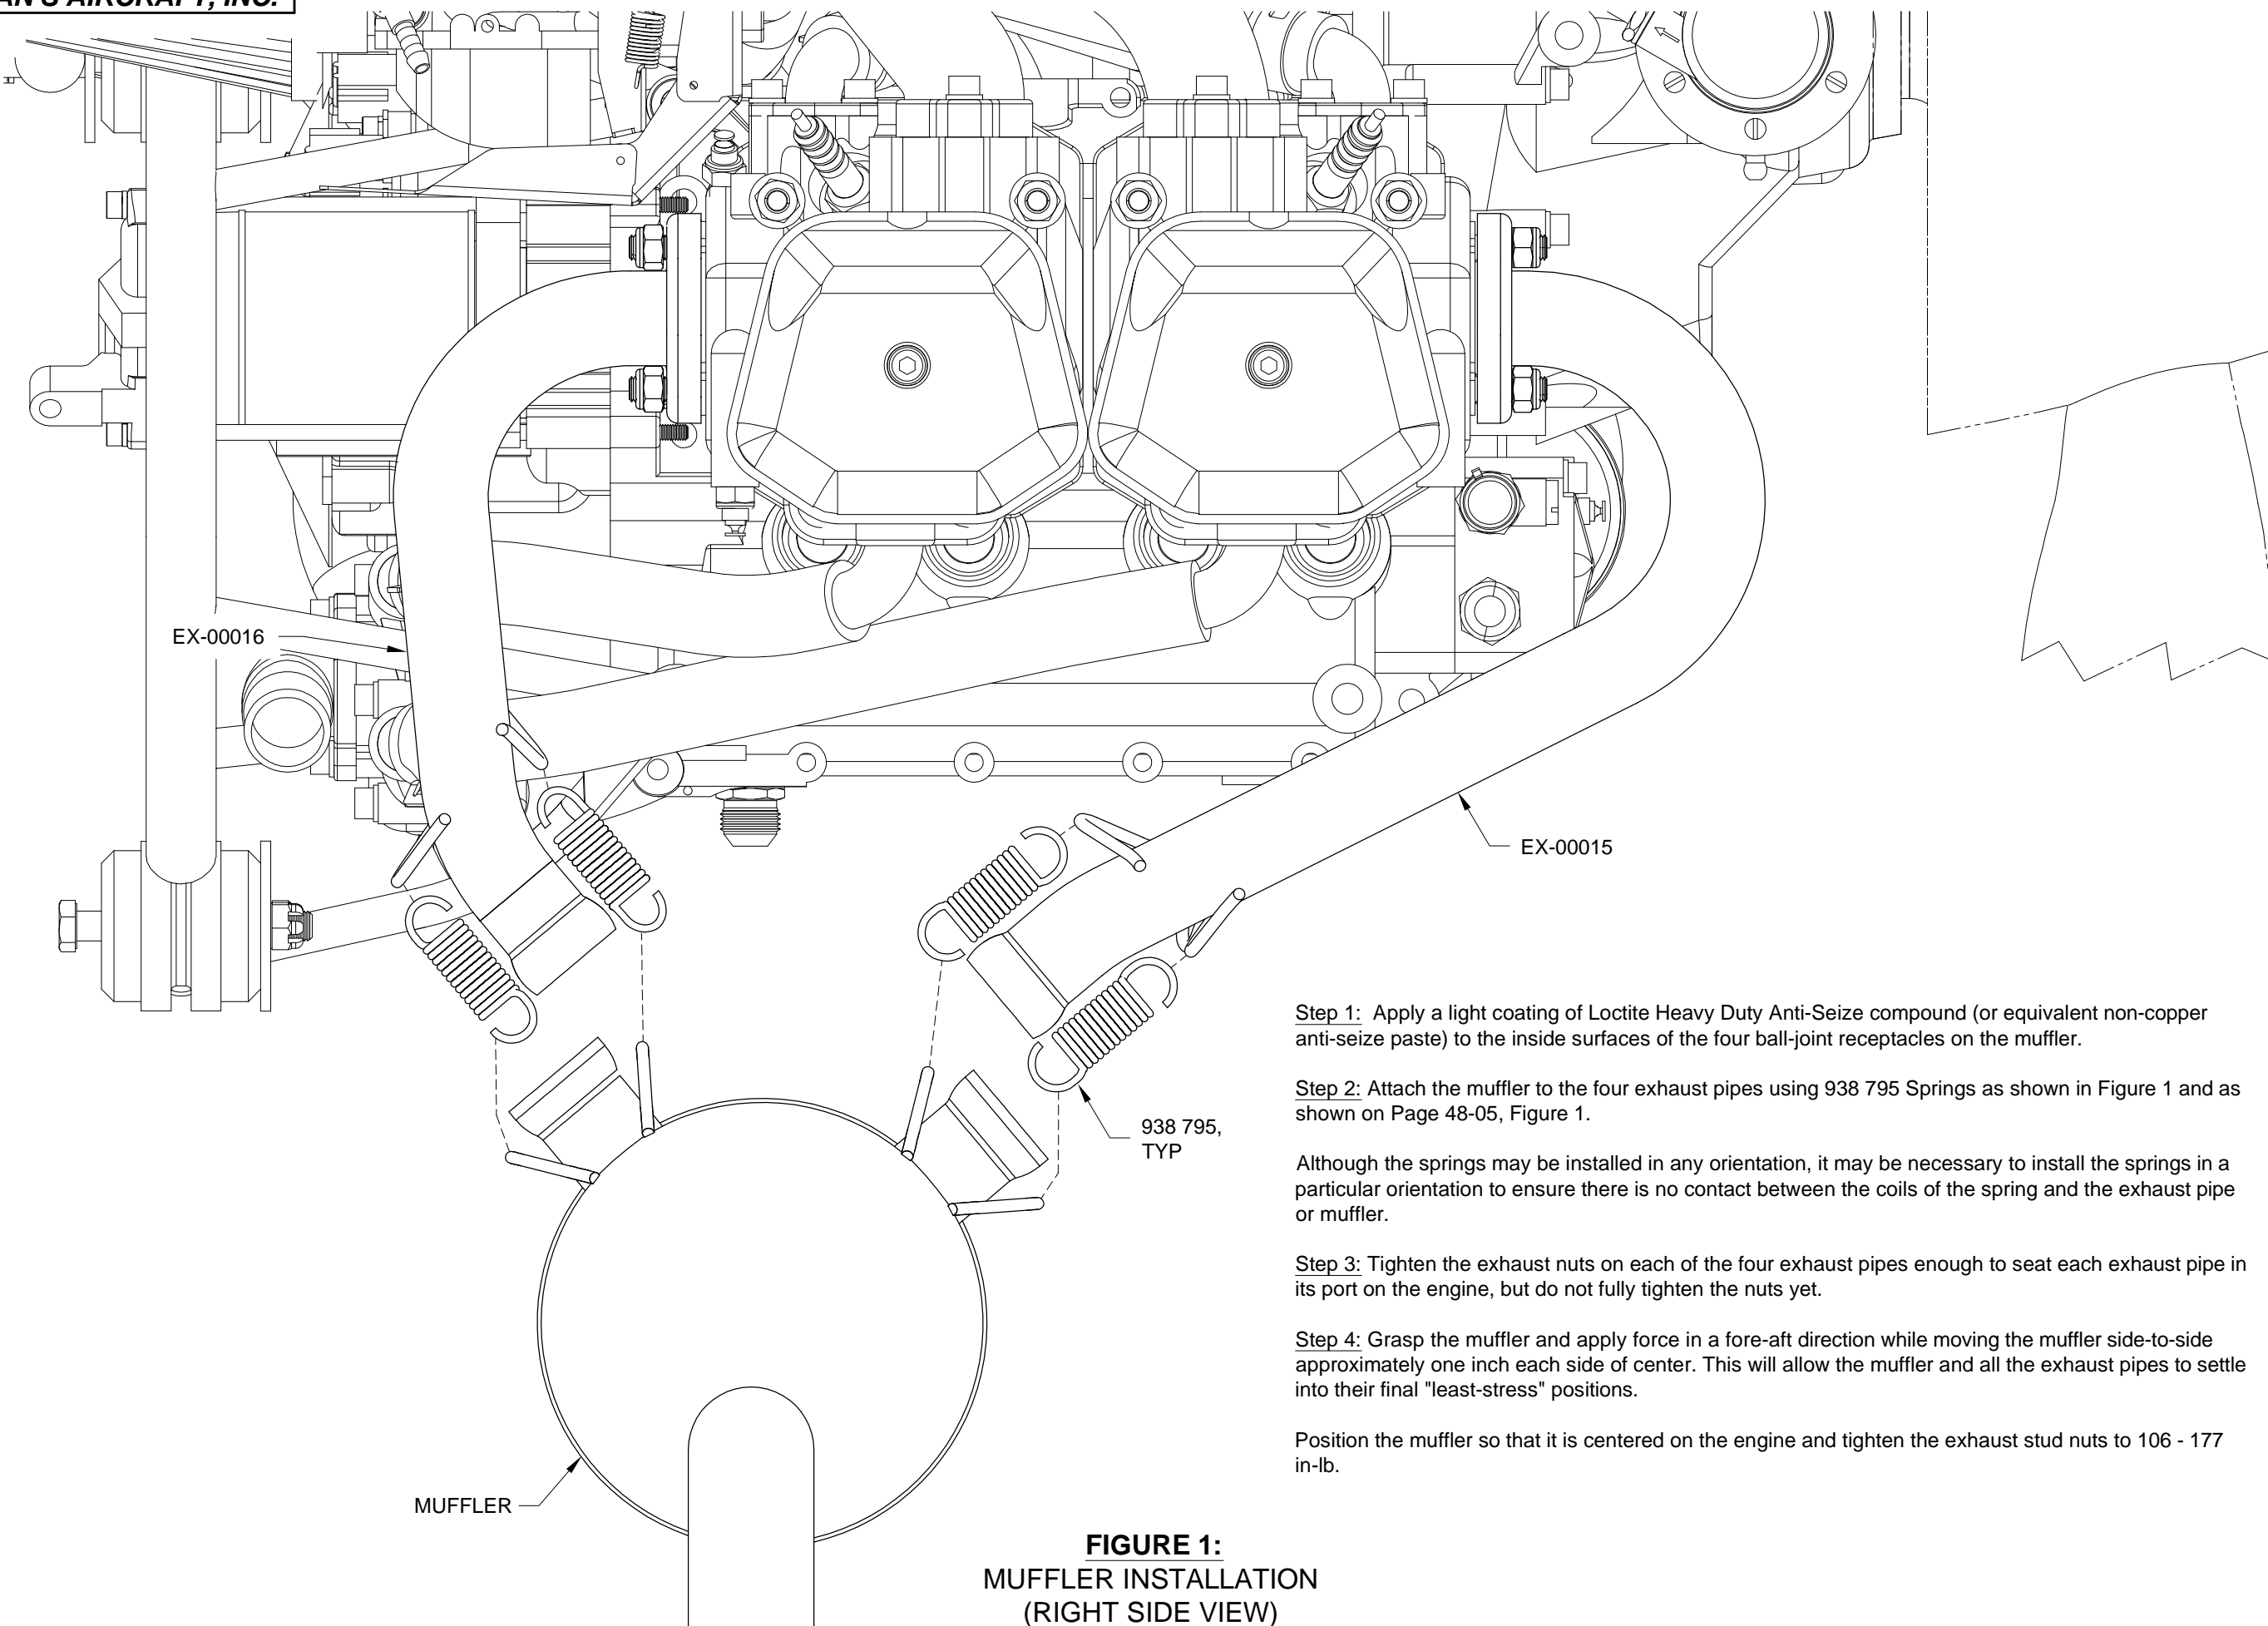 AIRCRAFT, INC.
EX-00016
EX-00015
938 795,
TYP
MUFFLER
Step 1: Apply a light coating of Loctite Heavy Duty Anti-Seize compound (or equivalent non-copper
anti-seize paste) to the inside surfaces of the four ball-joint receptacles on the muffler.
Step 2: Attach the muffler to the four exhaust pipes using 938 795 Springs as shown in Figure 1 and as
shown on Page 48-05, Figure 1.
Although the springs may be installed in any orientation, it may be necessary to install the springs in a
particular orientation to ensure there is no contact between the coils of the spring and the exhaust pipe
or muffler.
Step 3: Tighten the exhaust nuts on each of the four exhaust pipes enough to seat each exhaust pipe in
its port on the engine, but do not fully tighten the nuts yet.
Step 4: Grasp the muffler and apply force in a fore-aft direction while moving the muffler side-to-side
approximately one inch each side of center. This will allow the muffler and all the exhaust pipes to settle
into their final "least-stress" positions.
Position the muffler so that it is centered on the engine and tighten the exhaust stud nuts to 106 - 177
in-lb.
FIGURE 1:
MUFFLER INSTALLATION
(RIGHT SIDE VIEW)